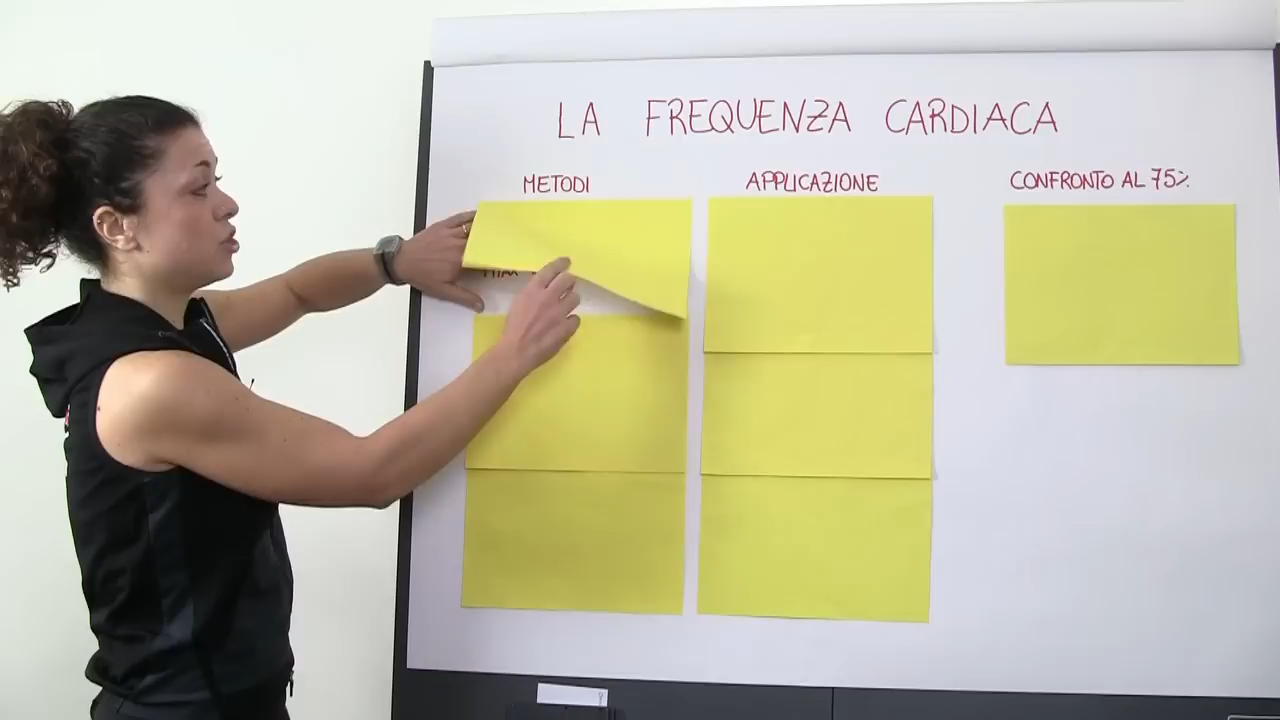 LA FREQUENZA CARDIACA
METODI
APPLICAZIONE
CONFRONTO AL 75%